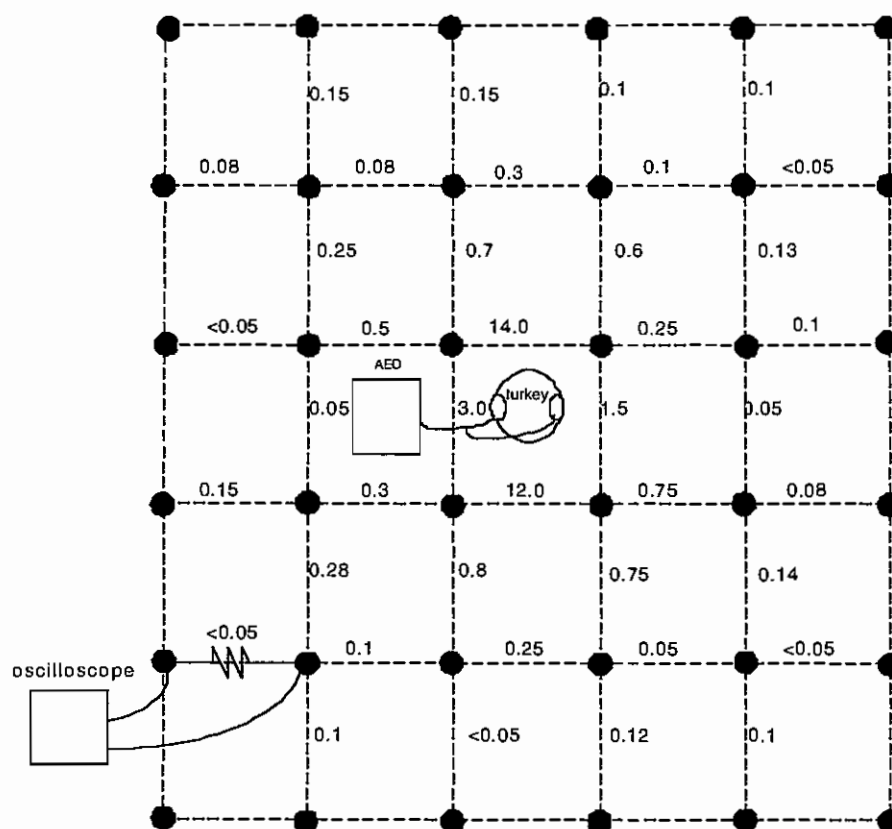 0.15 0.15 0.1 0.1
0.08 0.08 0.3 0.1 <0.05
0.25 0.7 0.6 0.13
<0.05 0.5 14.0 0.25 0.1
AED
turkey
0.05 3.0 1.5 0.05
0.15 0.3 12.0 0.75 0.08
0.28 0.8 0.75 0.14
<0.05 0.1 0.25 0.05 <0.05
oscilloscope
0.1 <0.05 0.12 0.1